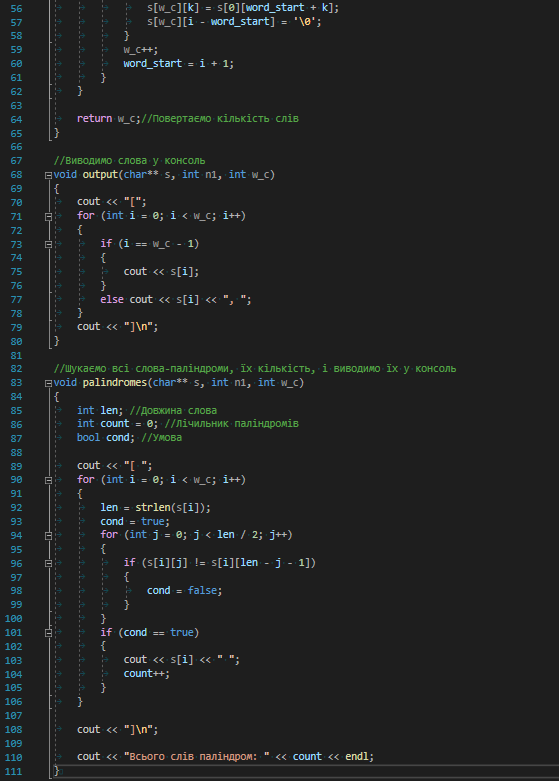 56 s[w_c][k] = s[0][word_start + k];
57 s[w_c][i - word_start] = '\0';
58 }
59 w_c++;
60 word_start = i + 1;
61 }
62 }
63
64 return w_c;//Повертаємо кількість слів
65 }
66
67 //Виводимо слова у консоль
68 void output(char** s, int n1, int w_c)
69 {
70 cout << "[";
71 for (int i = 0; i < w_c; i++)
72 {
73 if (i == w_c - 1)
74 {
75 cout << s[i];
76 }
77 else cout << s[i] << ", ";
78 }
79 cout << "]\n";
80 }
81
82 //Шукаємо всі слова-паліндроми, їх кількість, і виводимо їх у консоль
83 void palindromes(char** s, int n1, int w_c)
84 {
85 int len; //Довжина слова
86 int count = 0; //Лічильник паліндромів
87 bool cond; //Умова
88
89 cout << "[ ";
90 for (int i = 0; i < w_c; i++)
91 {
92 len = strlen(s[i]);
93 cond = true;
94 for (int j = 0; j < len / 2; j++)
95 {
96 if (s[i][j] != s[i][len - j - 1])
97 {
98 cond = false;
99 }
100 }
101 if (cond == true)
102 {
103 cout << s[i] << " ";
104 count++;
105 }
106 }
107
108 cout << "]\n";
109
110 cout << "Всього слів паліндром: " << count << endl;
111 }